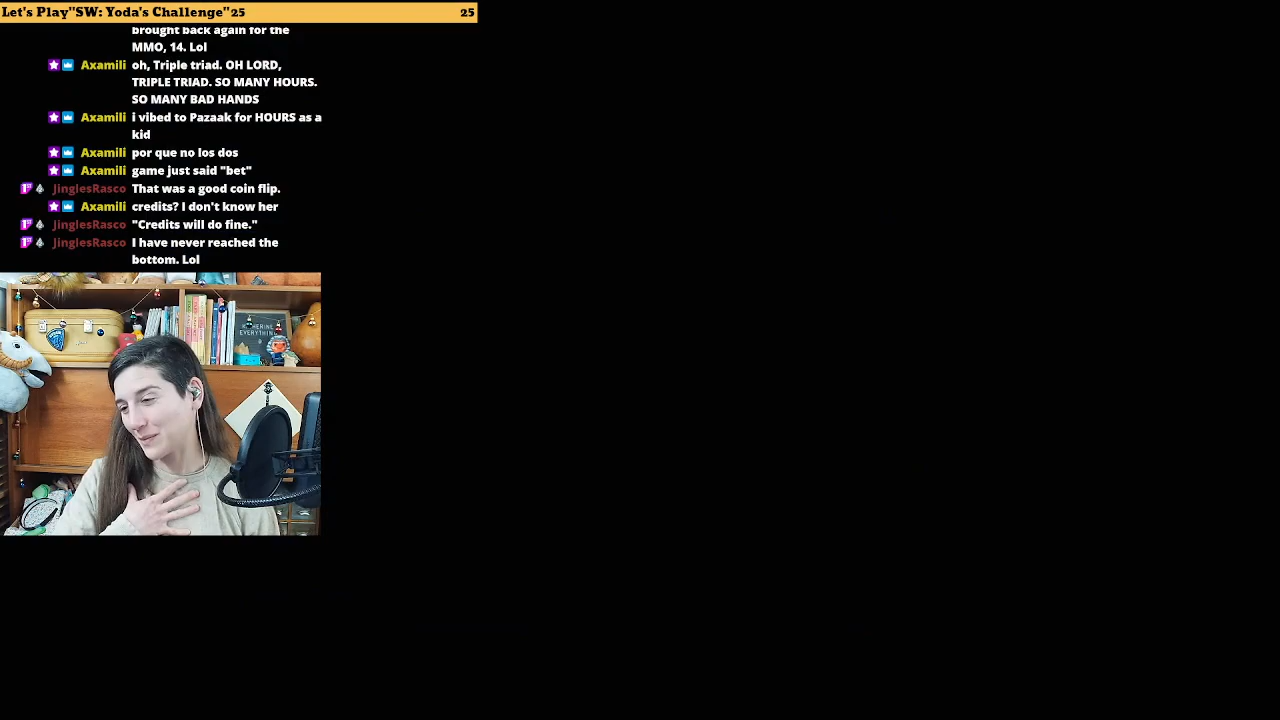 Let's Play"SW: Yoda's Challenge"25 25
brought back again for the
MMO, 14. Lol
Axamili oh, Triple triad. OH LORD,
TRIPLE TRIAD. SO MANY HOURS.
SO MANY BAD HANDS
Axamili i vibed to Pazaak for HOURS as a
kid
Axamili por que no los dos
Axamili game just said "bet"
JinglesRasco That was a good coin flip.
Axamili credits? I don't know her
JinglesRasco "Credits will do fine."
JinglesRasco I have never reached the
bottom. Lol
EVERYTHING